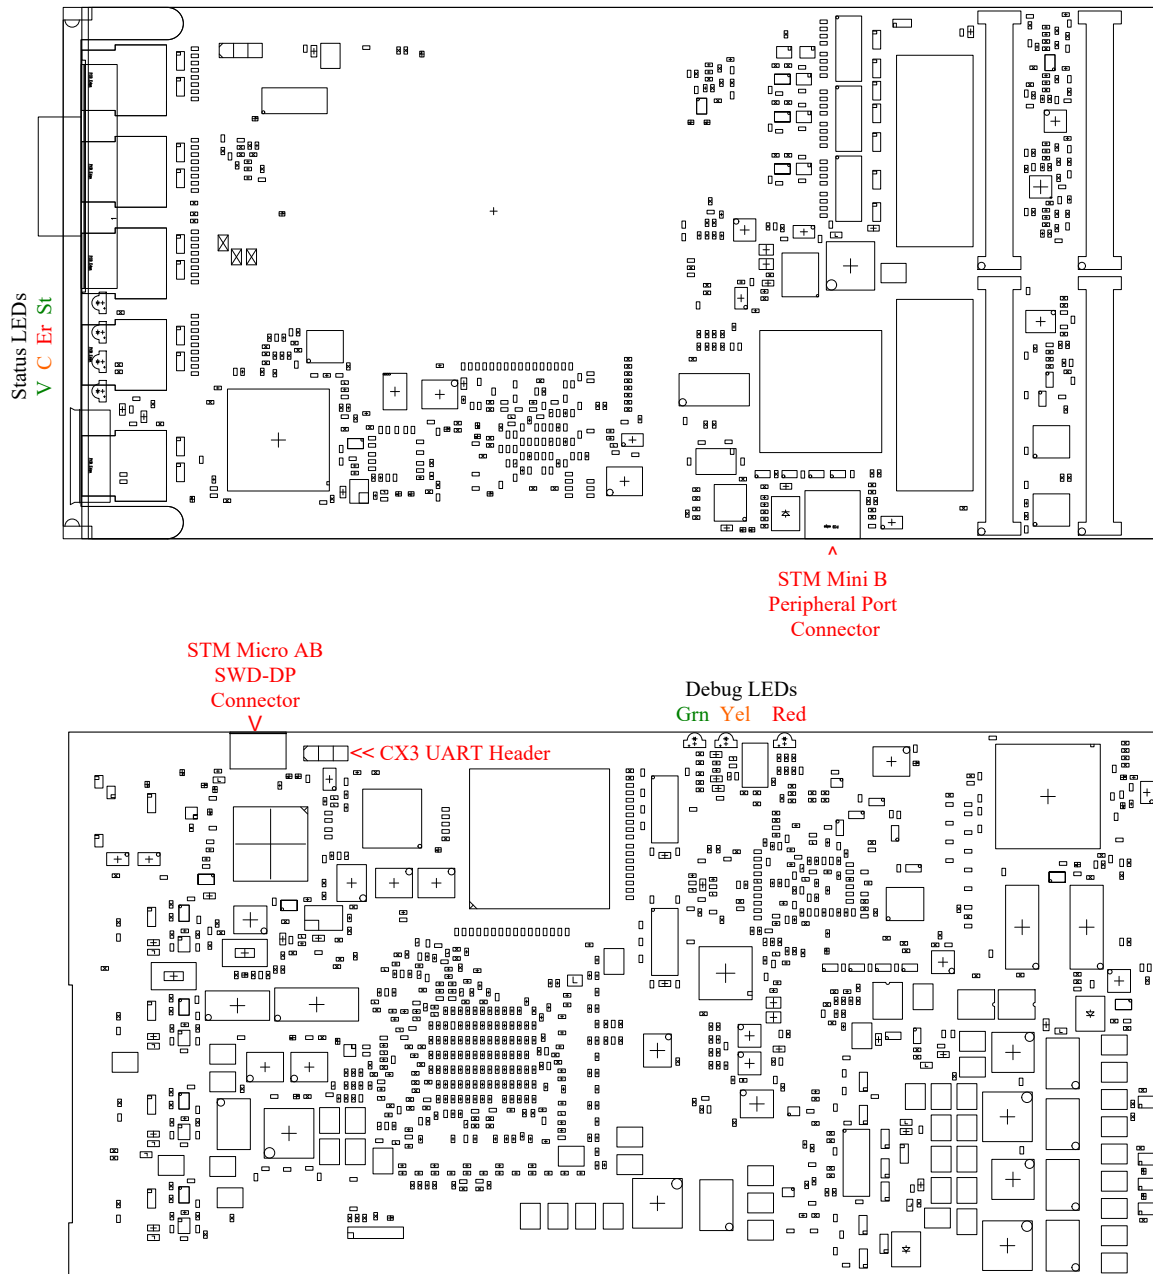 Status LEDs
V C Er St
STM Mini B
Peripheral Port
Connector
STM Micro AB
SWD-DP
Connector
<< CX3 UART Header
Debug LEDs
Grn Yel Red